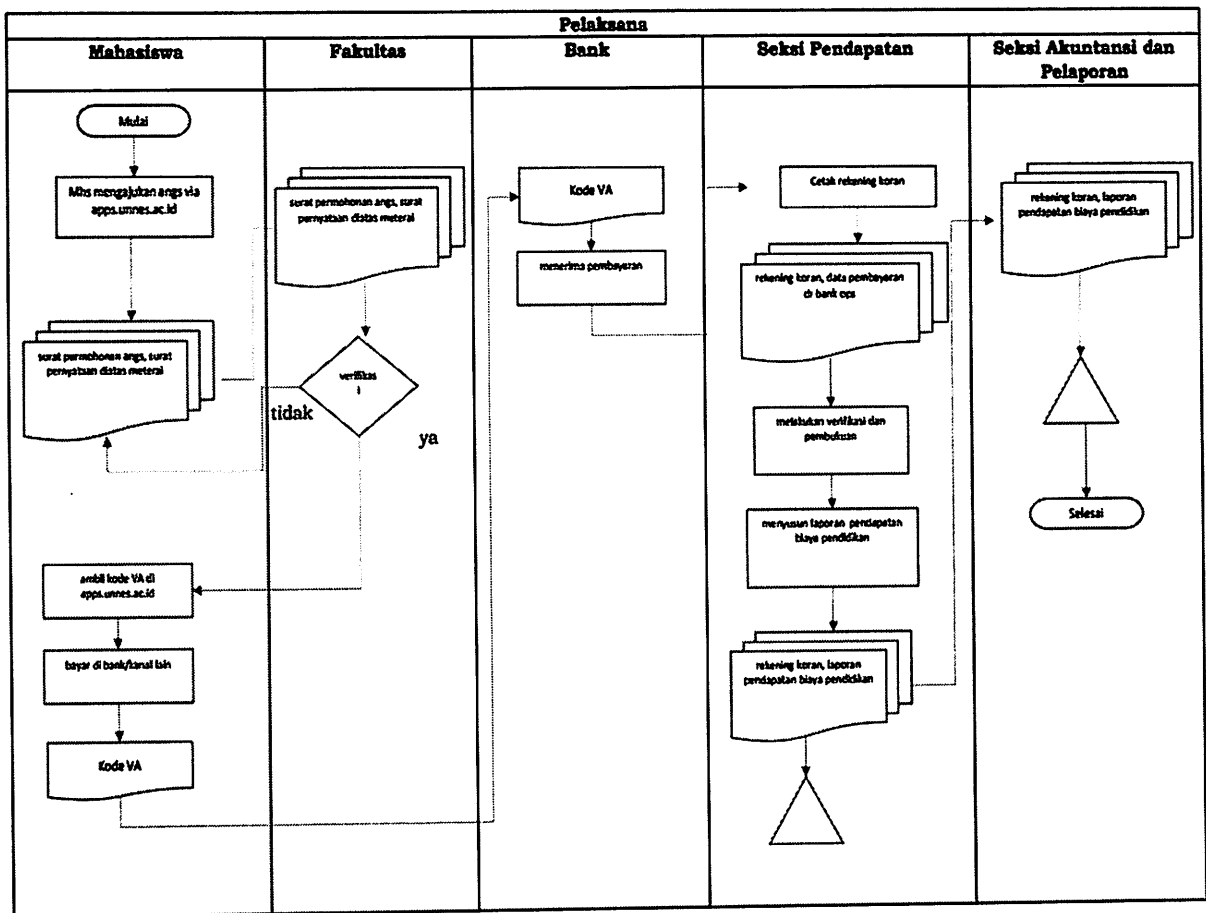 Pelaksana
Mahasiswa
Fakultas
Bank
Seksi Pendapatan
Seksi Akuntansi dan
Pelaporan
Mulai
Mhs mengajukan angs via
apps.unnes.ac.id
surat permohonan angs, surat
pernyataan diatas meterai
ambil kode VA di
apps.unnes.ac.id
bayar di bank/kanal lain
Kode VA
surat permohonan angs, surat
pernyataan diatas meterai
verifikas
i
tidak
ya
Kode VA
menerima pembayaran
Cetak rekening koran
rekening koran, data pembayaran
dr bank ops
melakukan verifikasi dan
pembukuan
menyusun laporan pendapatan
biaya pendidikan
rekening koran, laporan
pendapatan biaya pendidikan
rekening koran, laporan
pendapatan biaya pendidikan
Selesai